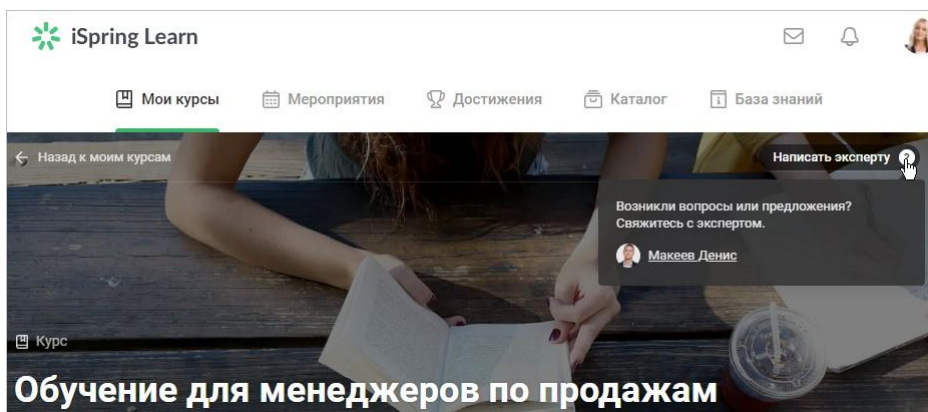 iSpring Learn
Мои курсы Мероприятия Достижения Каталог База знаний
Назад к моим курсам Написать эксперту ?
Возникли вопросы или предложения?
Свяжитесь с экспертом.
Макеев Денис
Курс
Обучение для менеджеров по продажам